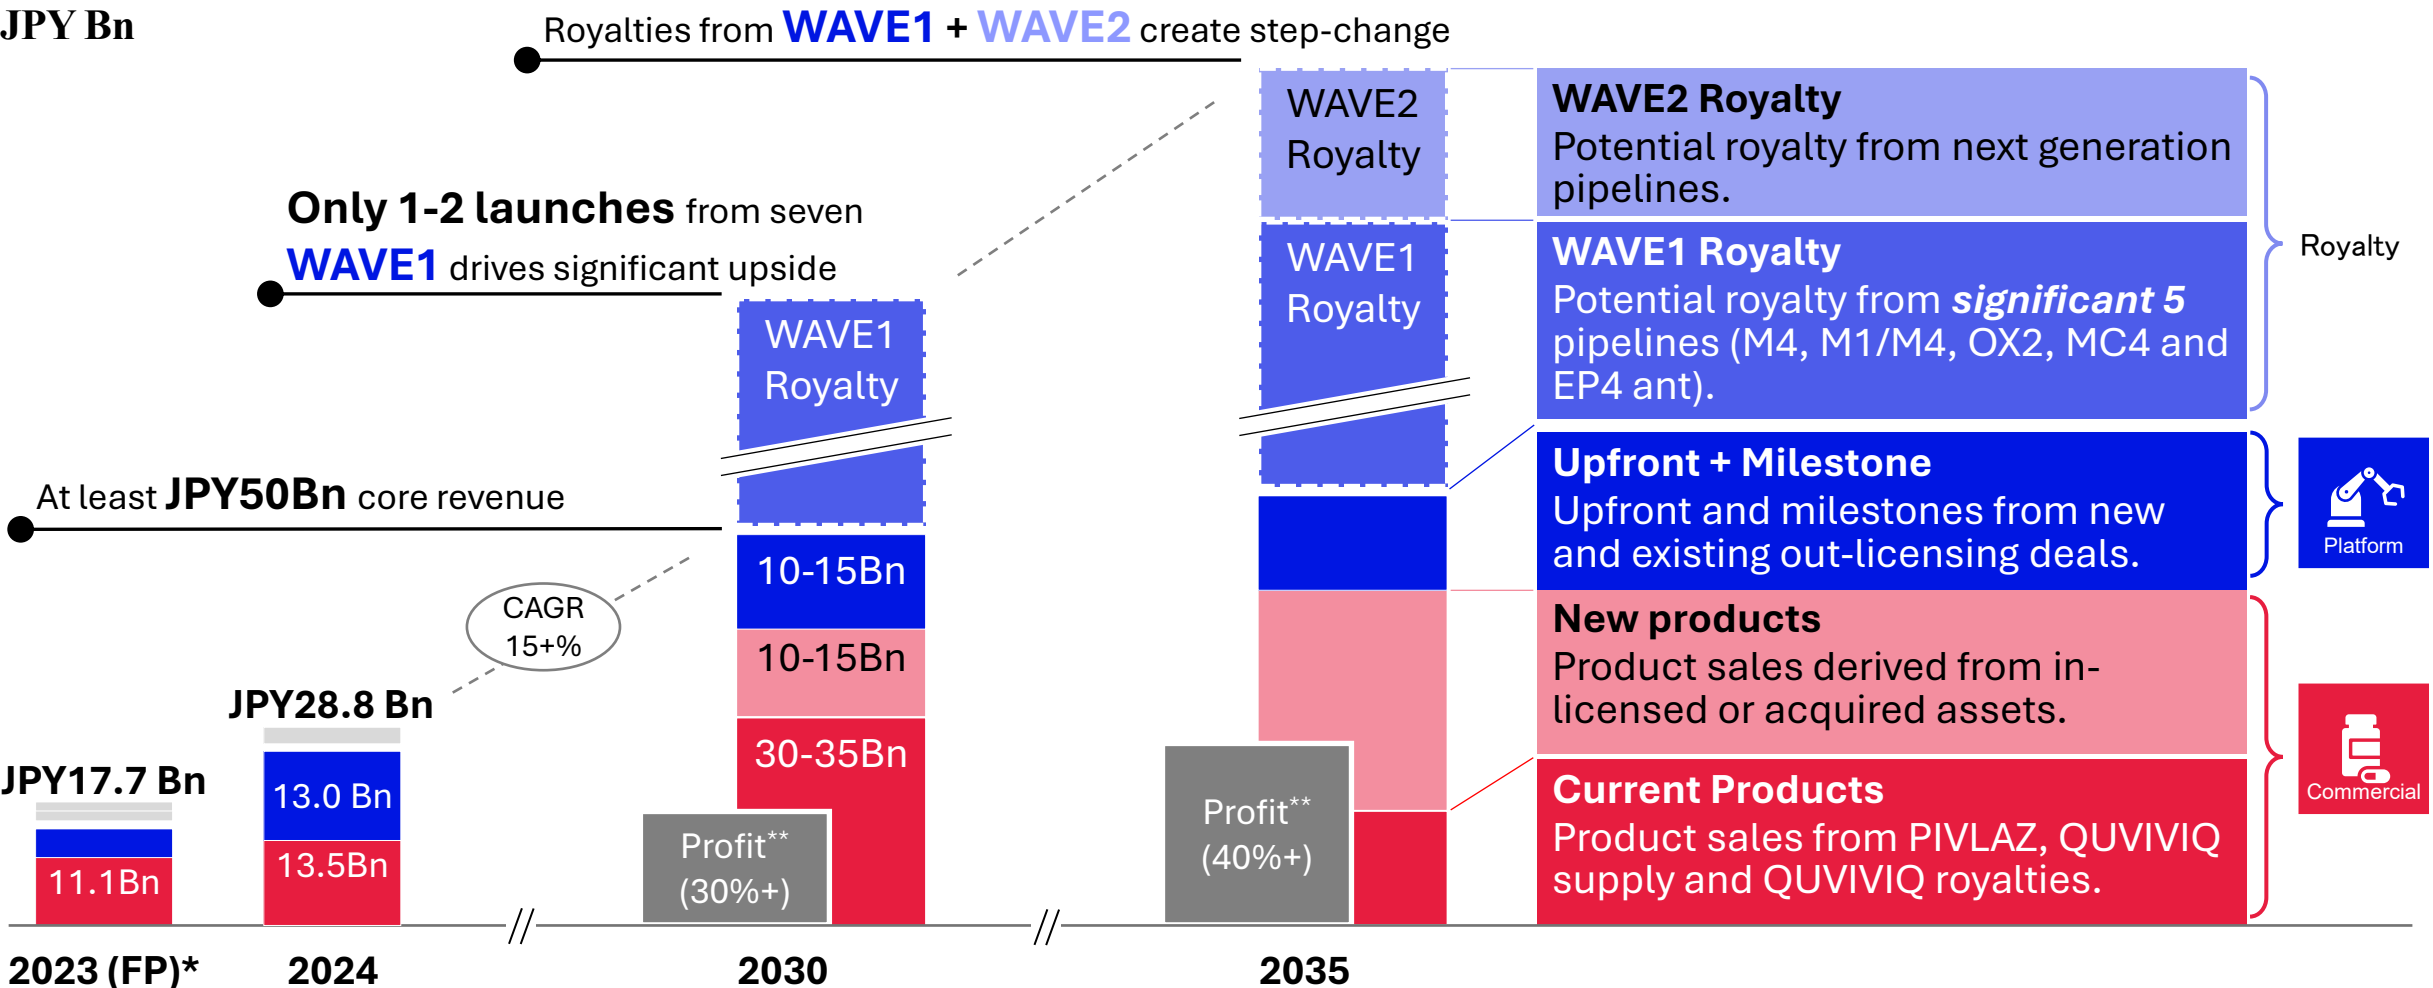 JPY Bn
Royalties from WAVE1 + WAVE2 create step-change
Only 1-2 launches from seven
WAVE1 drives significant upside
At least JPY50Bn core revenue
CAGR
15+%
JPY17.7 Bn
11.1Bn
2023 (FP)*
JPY28.8 Bn
13.0 Bn
13.5Bn
2024
WAVE1
Royalty
10-15Bn
10-15Bn
30-35Bn
Profit**
(30%+)
2030
WAVE2
Royalty
WAVE1
Royalty
Profit**
(40%+)
2035
WAVE2 Royalty
Potential royalty from next generation
pipelines.
WAVE1 Royalty
Potential royalty from significant 5
pipelines (M4, M1/M4, OX2, MC4 and
EP4 ant).
Upfront + Milestone
Upfront and milestones from new
and existing out-licensing deals.
New products
Product sales derived from in-
licensed or acquired assets.
Current Products
Product sales from PIVLAZ, QUVIVIQ
supply and QUVIVIQ royalties.
Royalty
Platform
Commercial